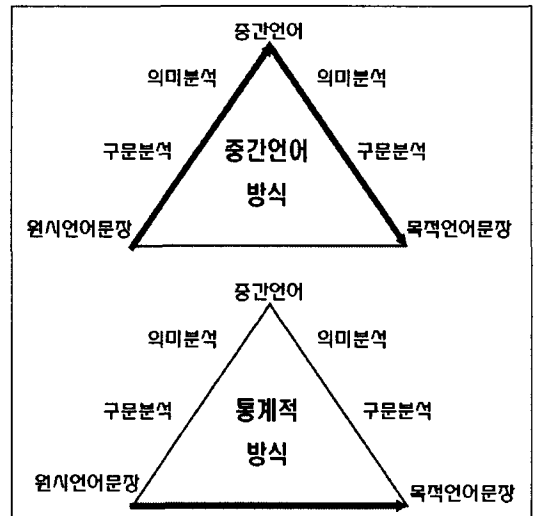 중간언어
의미분석 의미분석
구문분석 중간언어 구문분석
방식
원시언어문장 목적언어문장
중간언어
의미분석 의미분석
구문분석 통계적 구문분석
방식
원시언어문장 목적언어문장